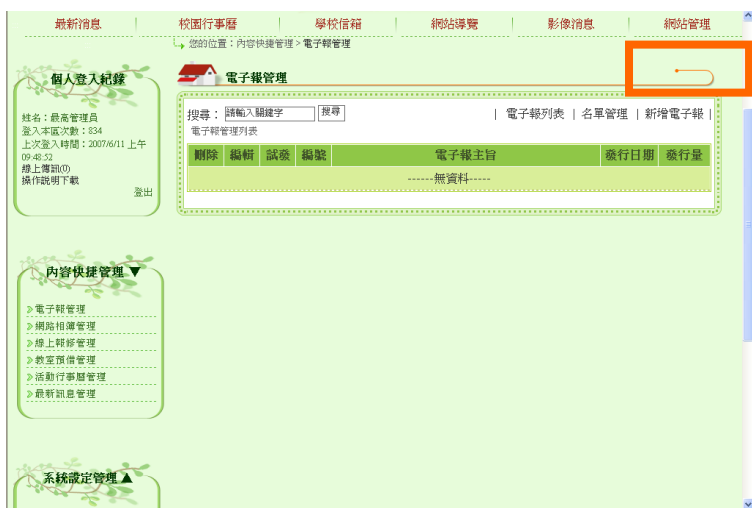 最新消息 校園行事曆 學校信箱 網站導覽 影像消息 網站管理
您的位置：內容快捷管理 > 電子報管理
個人登入紀錄
姓名：最高管理員
登入本區次數：834
上次登入時間：2007/6/11 上午
09:48:52
線上傳訊(0)
操作說明下載
登出
電子報管理
搜尋： 請輸入關鍵字 搜尋 | 電子報列表 | 名單管理 | 新增電子報 |
電子報管理列表
刪除 編輯 試發 編號 電子報主旨 發行日期 發行量
------無資料-----
內容快捷管理 ▼
電子報管理
網路相簿管理
線上報修管理
教室預借管理
活動行事曆管理
最新訊息管理
系統設定管理 ▲